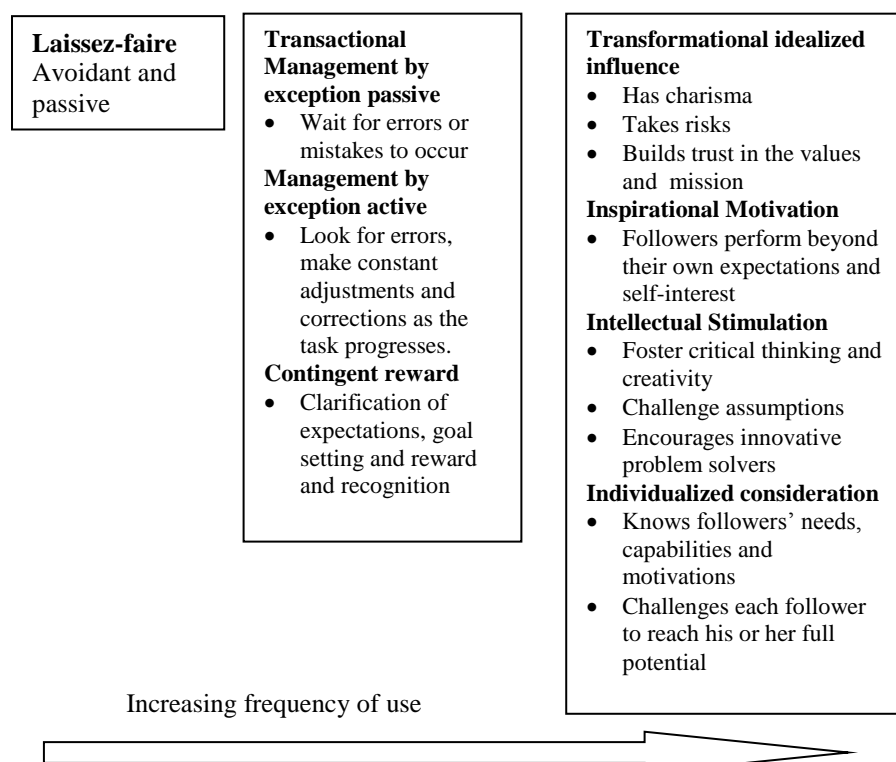 Laissez-faire
Avoidant and
passive
Transactional
Management by
exception passive
• Wait for errors or
mistakes to occur
Management by
exception active
• Look for errors,
make constant
adjustments and
corrections as the
task progresses.
Contingent reward
• Clarification of
expectations, goal
setting and reward
and recognition
Transformational idealized
influence
• Has charisma
• Takes risks
• Builds trust in the values
and mission
Inspirational Motivation
• Followers perform beyond
their own expectations and
self-interest
Intellectual Stimulation
• Foster critical thinking and
creativity
• Challenge assumptions
• Encourages innovative
problem solvers
Individualized consideration
• Knows followers’ needs,
capabilities and
motivations
• Challenges each follower
to reach his or her full
potential
Increasing frequency of use